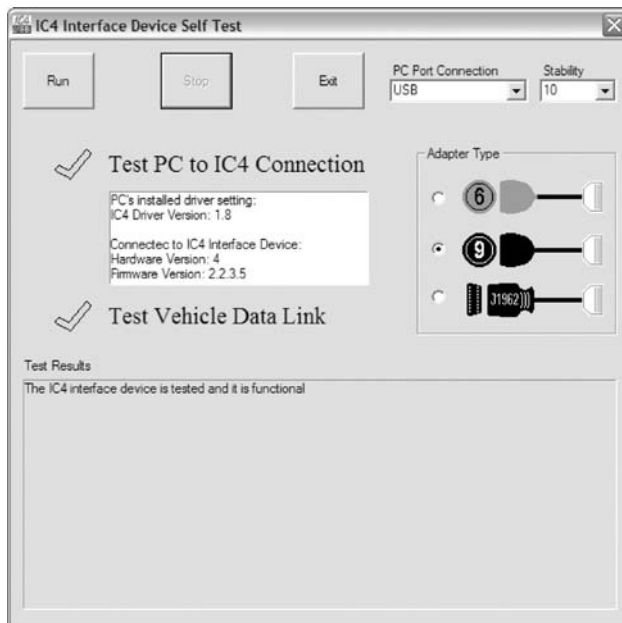 IC4 Interface Device Self Test
Run
Stop
Exit
PC Port Connection
USB
Stability
10
Test PC to IC4 Connection
PC's installed driver setting:
IC4 Driver Version: 1.8
Connectec to IC4 Interface Device:
Hardware Version: 4
Firmware Version: 2.2.3.5
Test Vehicle Data Link
Adapter Type
6
9
J1962)))
Test Results
The IC4 interface device is tested and it is functional